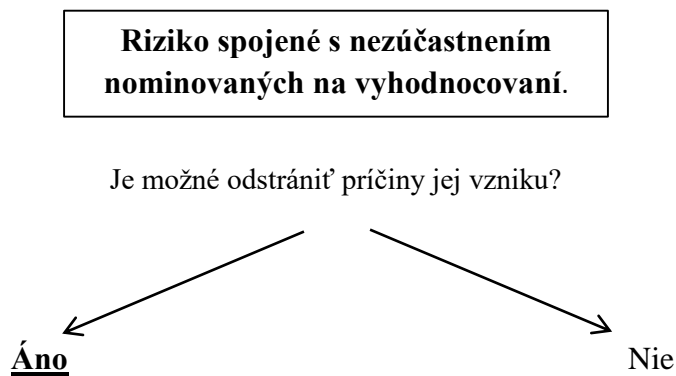 Riziko spojené s nezúčastnením
nominovaných na vyhodnocovaní.
Je možné odstrániť príčiny jej vzniku?
Áno
Nie